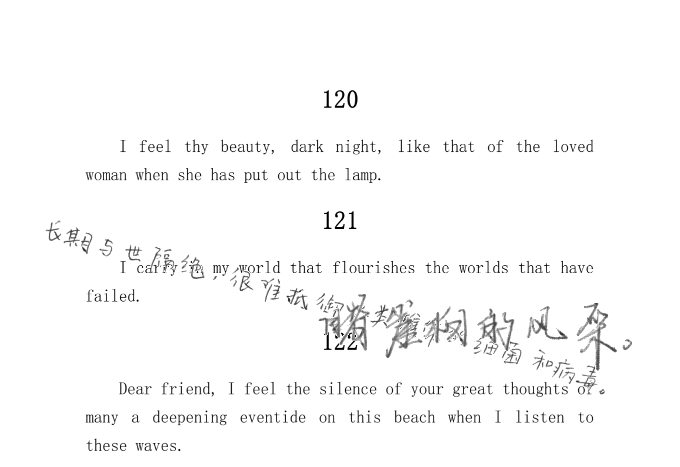 120
I feel thy beauty, dark night, like that of the loved
woman when she has put out the lamp.
121
长期与世隔绝,很难抵御 类 细菌和病毒。
I carry my world that flourishes the worlds that have
failed.
的风采。
122
Dear friend, I feel the silence of your great thoughts of
many a deepening eventide on this beach when I listen to
these waves.